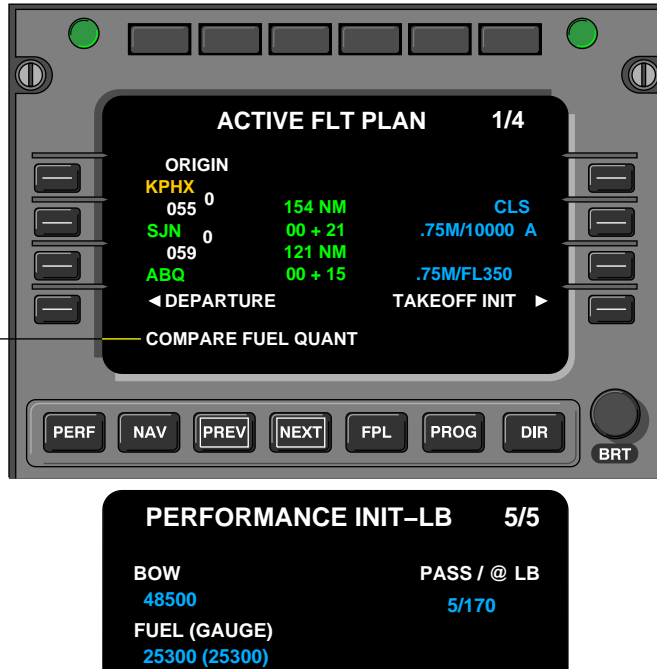 ACTIVE FLT PLAN 1/4
ORIGIN
KPHX
055 0 154 NM CLS
SJN 0 00 + 21 .75M/10000 A
059 121 NM
ABQ 00 + 15 .75M/FL350
◄DEPARTURE TAKEOFF INIT ►
COMPARE FUEL QUANT
PERF NAV PREV NEXT FPL PROG DIR
BRT
PERFORMANCE INIT–LB 5/5
BOW PASS / @ LB
48500 5/170
FUEL (GAUGE)
25300 (25300)